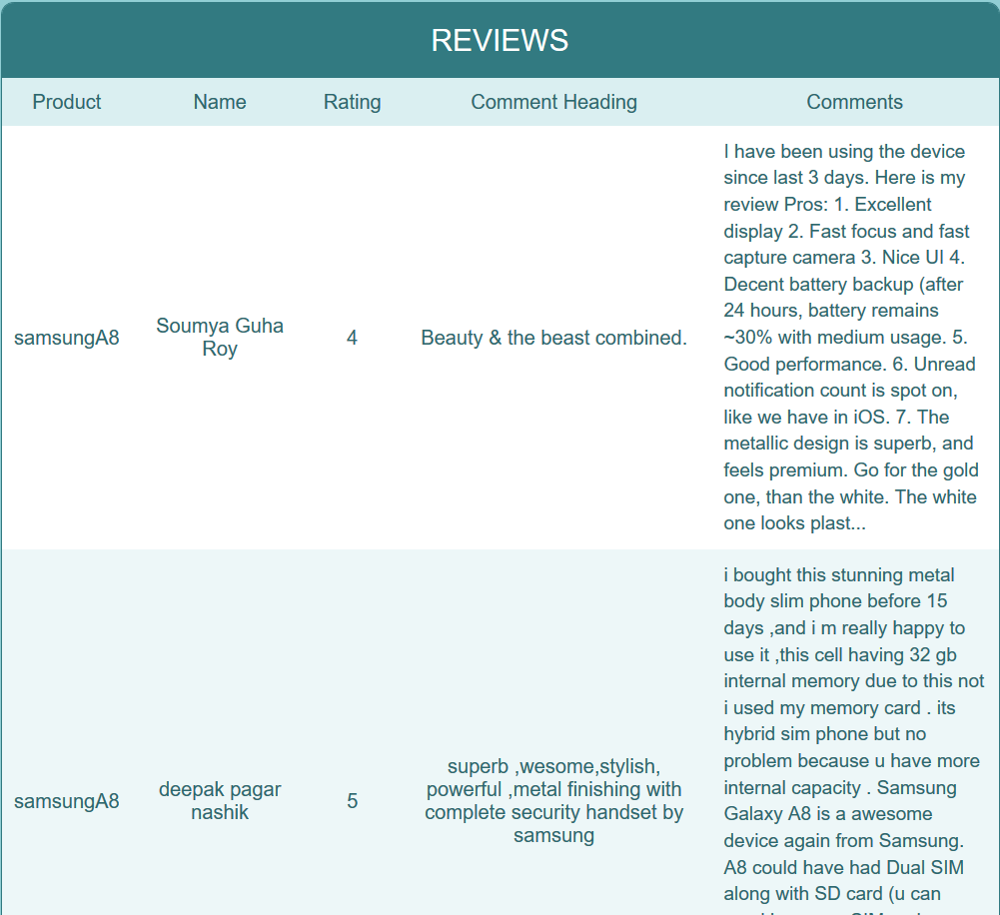 REVIEWS
Product Name Rating Comment Heading Comments
samsungA8
Soumya Guha
Roy
4
Beauty & the beast combined.
I have been using the device
since last 3 days. Here is my
review Pros: 1. Excellent
display 2. Fast focus and fast
capture camera 3. Nice UI 4.
Decent battery backup (after
24 hours, battery remains
~30% with medium usage. 5.
Good performance. 6. Unread
notification count is spot on,
like we have in iOS. 7. The
metallic design is superb, and
feels premium. Go for the gold
one, than the white. The white
one looks plast...
samsungA8
deepak pagar
nashik
5
superb ,wesome,stylish,
powerful ,metal finishing with
complete security handset by
samsung
i bought this stunning metal
body slim phone before 15
days ,and i m really happy to
use it ,this cell having 32 gb
internal memory due to this not
i used my memory card . its
hybrid sim phone but no
problem because u have more
internal capacity . Samsung
Galaxy A8 is a awesome
device again from Samsung.
A8 could have had Dual SIM
along with SD card (u can